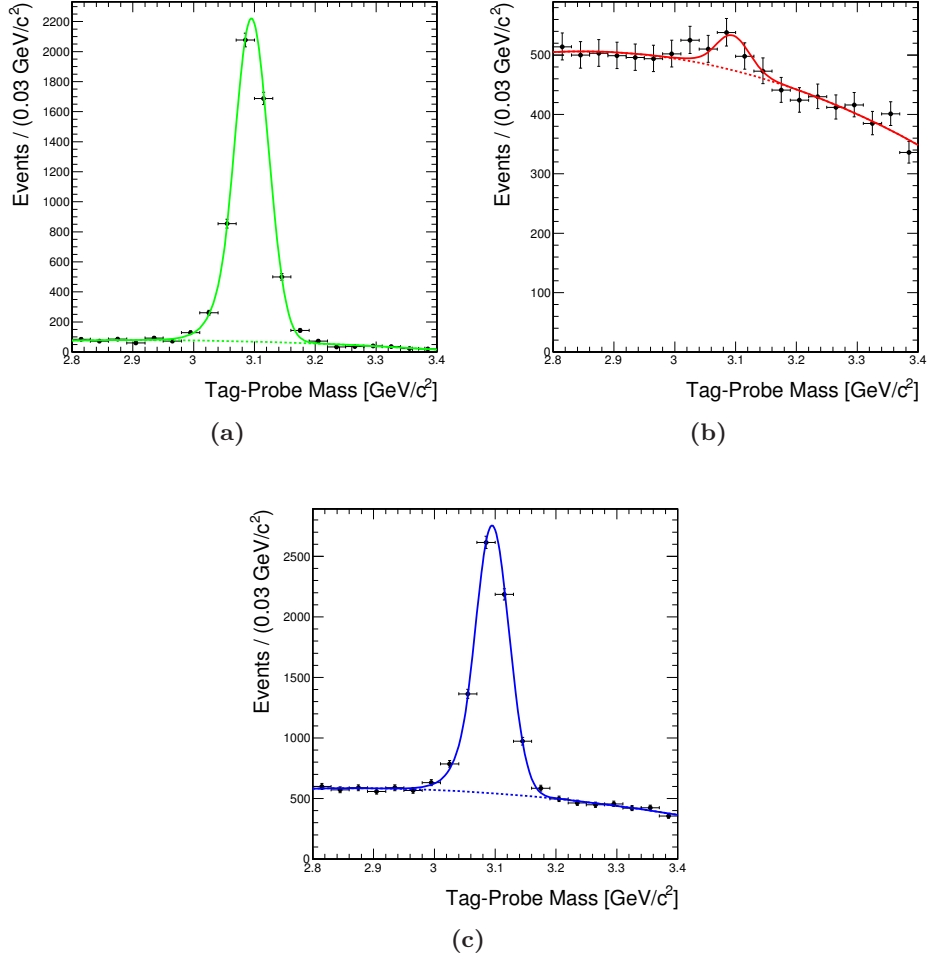 Events / (0.03 GeV/c²)
2200
2000
1800
1600
1400
1200
1000
800
600
400
200
0
2.8 2.9 3 3.1 3.2 3.3 3.4
Tag-Probe Mass [GeV/c²]
(a)
Events / (0.03 GeV/c²)
500
400
300
200
100
0
2.8 2.9 3 3.1 3.2 3.3 3.4
Tag-Probe Mass [GeV/c²]
(b)
Events / (0.03 GeV/c²)
2500
2000
1500
1000
500
0
2.8 2.9 3 3.1 3.2 3.3 3.4
Tag-Probe Mass [GeV/c²]
(c)